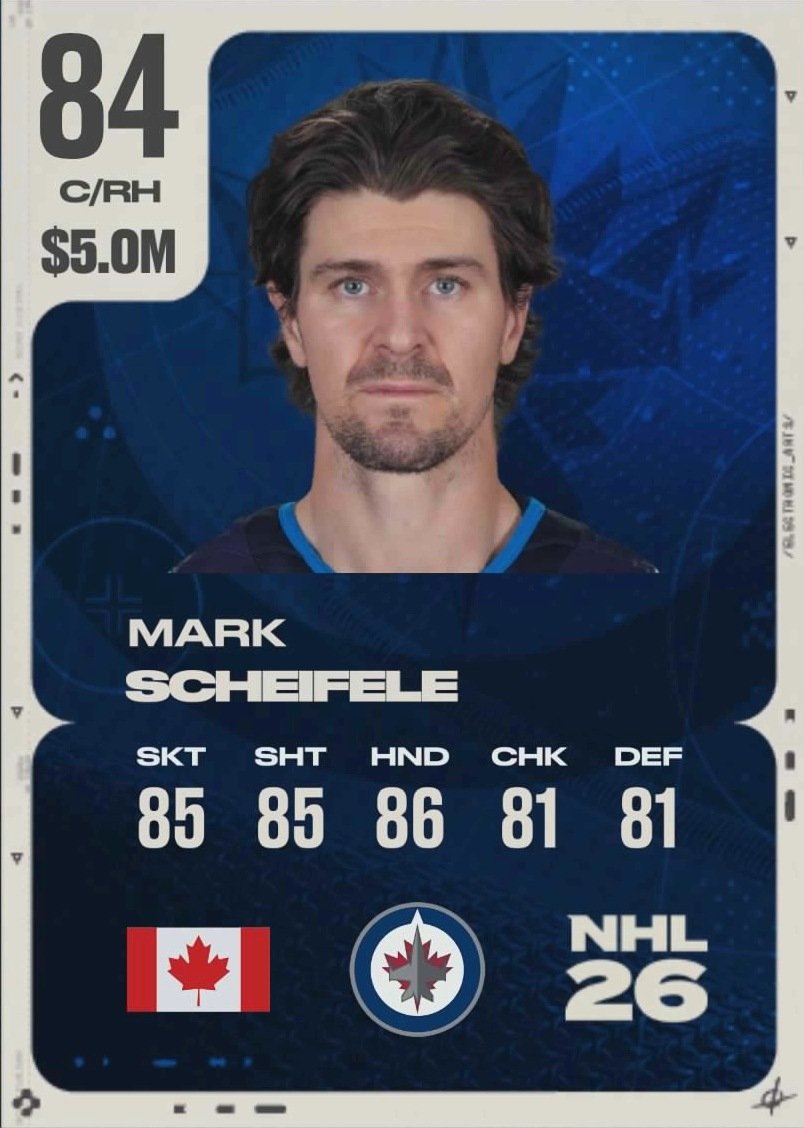 84
C/RH
$5.0M
MARK
SCHEIFELE
SKT SHT HND CHK DEF
85 85 86 81 81
NHL
26